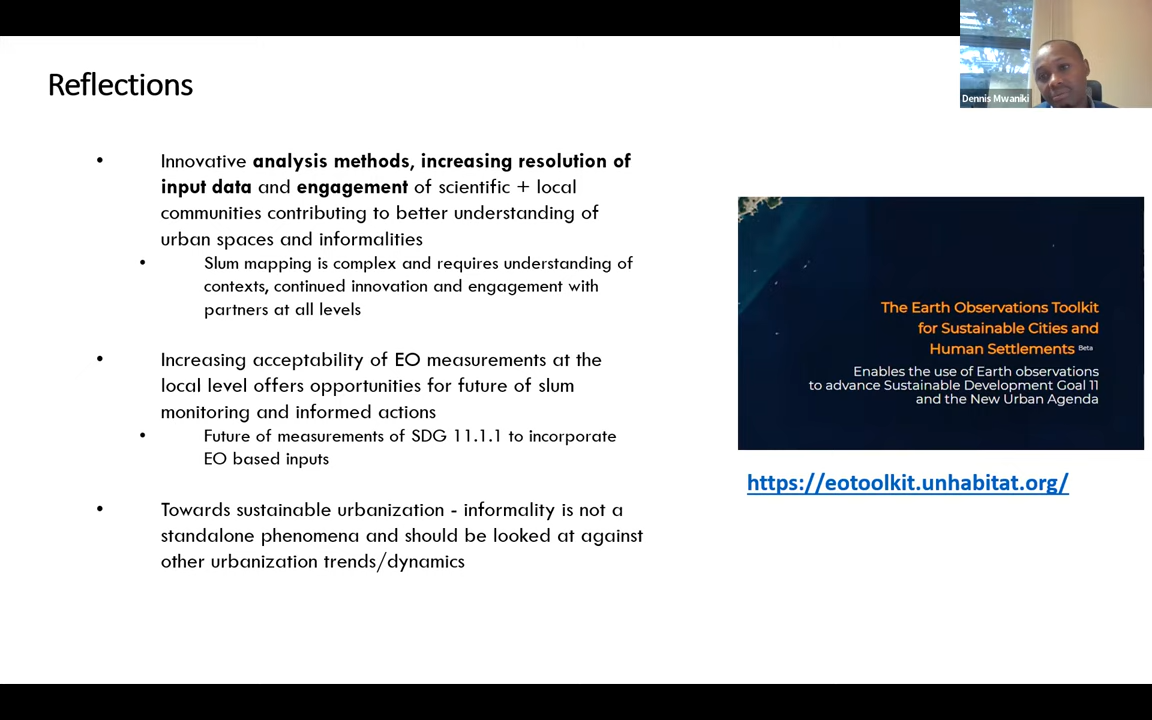 Reflections
Dennis Mwaniki
• Innovative analysis methods, increasing resolution of
input data and engagement of scientific + local
communities contributing to better understanding of
urban spaces and informalities
• Slum mapping is complex and requires understanding of
contexts, continued innovation and engagement with
partners at all levels
• Increasing acceptability of EO measurements at the
local level offers opportunities for future of slum
monitoring and informed actions
• Future of measurements of SDG 11.1.1 to incorporate
EO based inputs
• Towards sustainable urbanization - informality is not a
standalone phenomena and should be looked at against
other urbanization trends/dynamics
The Earth Observations Toolkit
for Sustainable Cities and
Human Settlements Beta
Enables the use of Earth observations
to advance Sustainable Development Goal 11
and the New Urban Agenda
https://eotoolkit.unhabitat.org/